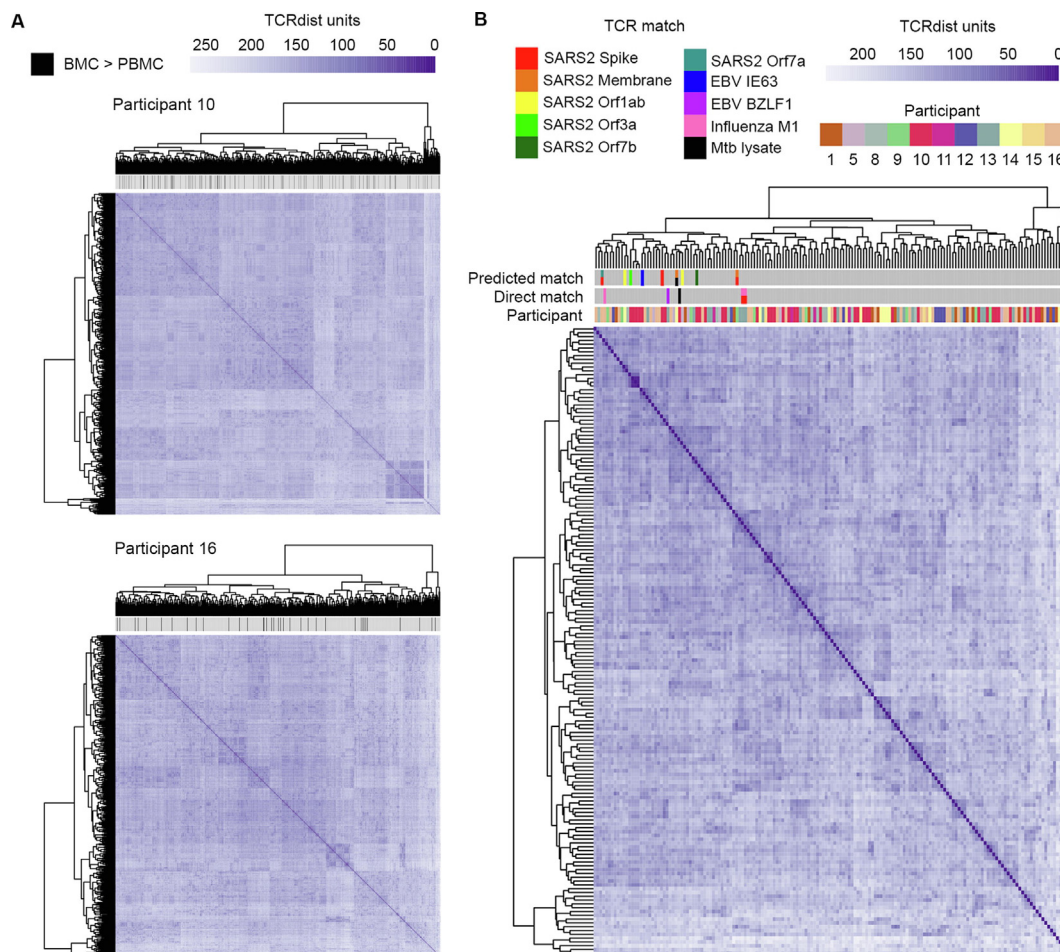 A
BMC > PBMC
TCRdist units
250 200 150 100 50 0
Participant 10
Participant 16
B
TCR match
SARS2 Spike
SARS2 Membrane
SARS2 Orf1ab
SARS2 Orf3a
SARS2 Orf7b
SARS2 Orf7a
EBV IE63
EBV BZLF1
Influenza M1
Mtb lysate
TCRdist units
200 150 100 50 0
Participant
1 5 8 9 10 11 12 13 14 15 16
Predicted match
Direct match
Participant